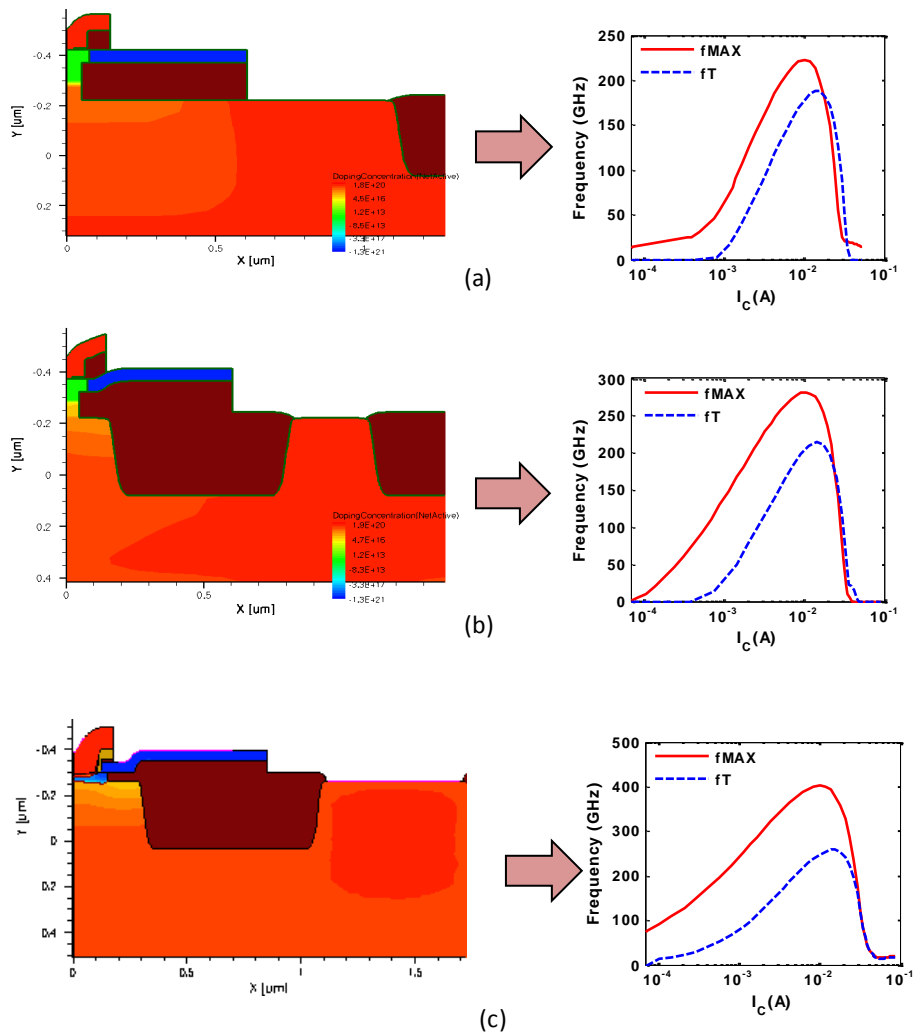 -0.4
-0.2
0
0.2
Y [um]
0
0.5
1
X [um]
DopingConcentration(NetActive)
1.8E+20
4.5E+16
1.2E+13
-3.3E+17
-1.3E+21
250
200
150
100
50
0
Frequency (GHz)
fMAX
fT
10-4
10-3
10-2
10-1
IC(A)
(a)
-0.4
-0.2
0
0.2
0.4
Y [um]
0
0.5
1
X [um]
DopingConcentration(NetActive)
1.9E+20
4.7E+16
1.2E+13
-8.3E+13
-3.3E+17
-1.3E+21
300
250
200
150
100
50
0
Frequency (GHz)
fMAX
fT
10-4
10-3
10-2
10-1
IC(A)
(b)
-0.4
-0.2
0
0.2
0.4
Y [um]
0
0.5
1
1.5
X [um]
500
400
300
200
100
0
Frequency (GHz)
fMAX
fT
10-4
10-3
10-2
10-1
IC(A)
(c)